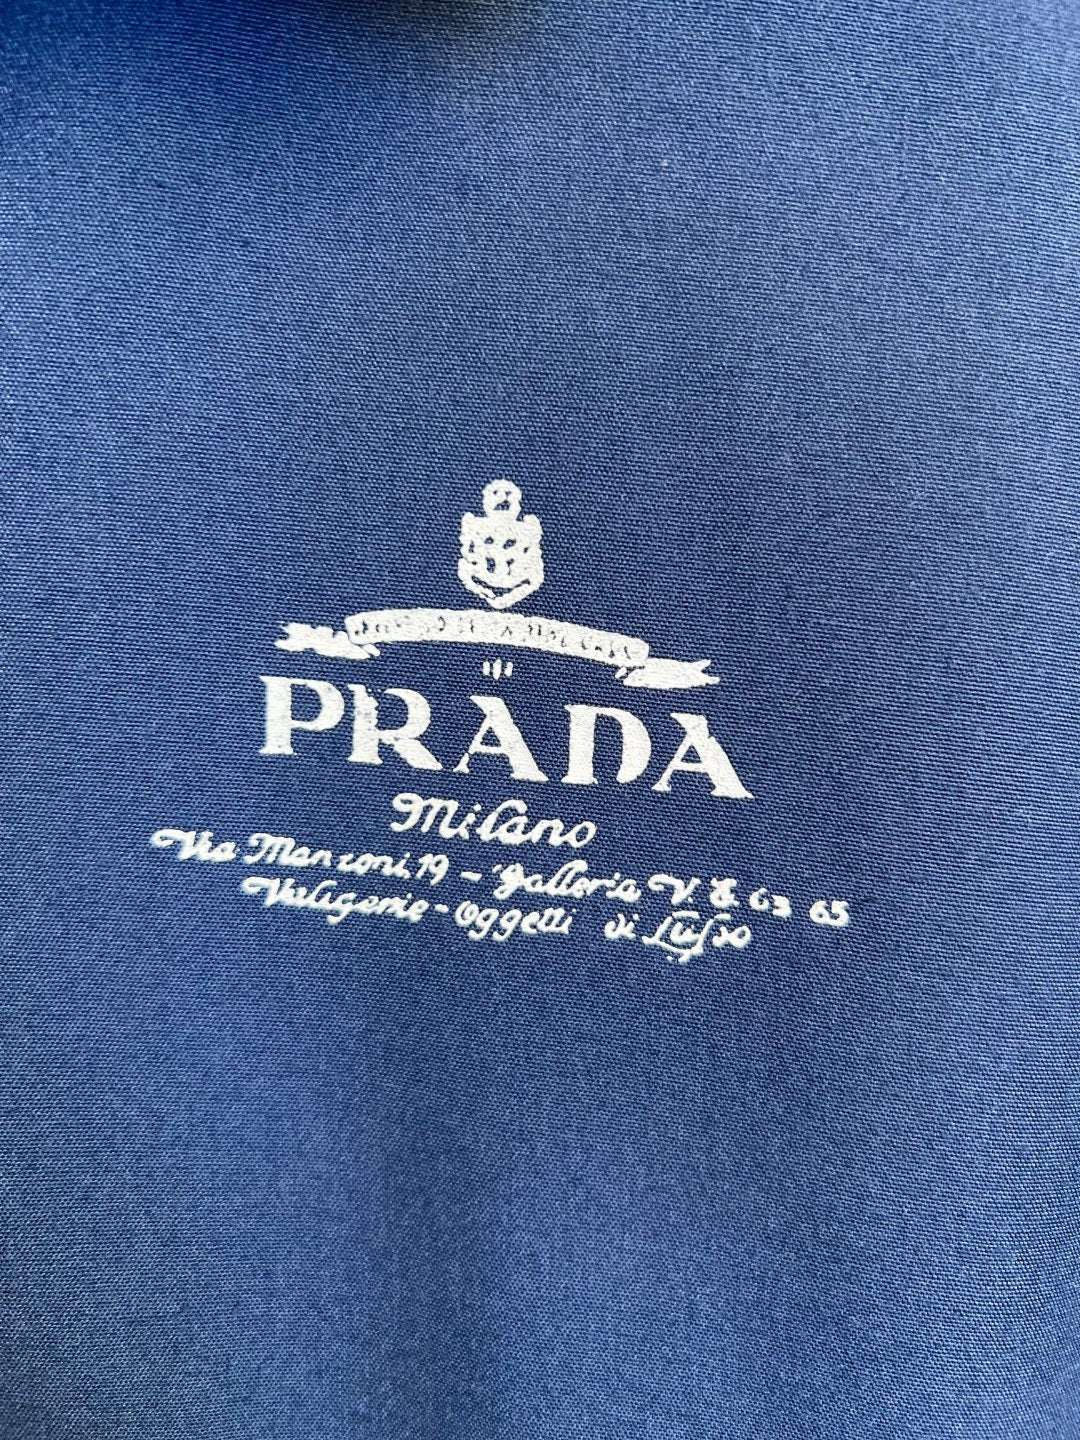 PRADA
Milano
Via Manzoni, 19 - Galleria V. E. 63 65
Valigerie - oggetti di Lusso